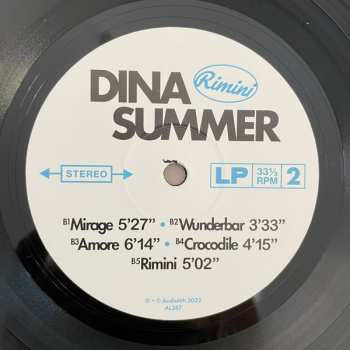 DINA
Rimini
SUMMER
STEREO
LP 33⅓ RPM 2
B1 Mirage 5'27" • B2 Wunderbar 3'33"
B3 Amore 6'14" • B4 Crocodile 4'15"
B5 Rimini 5'02"
℗ + © Audiolith 2022
AL367